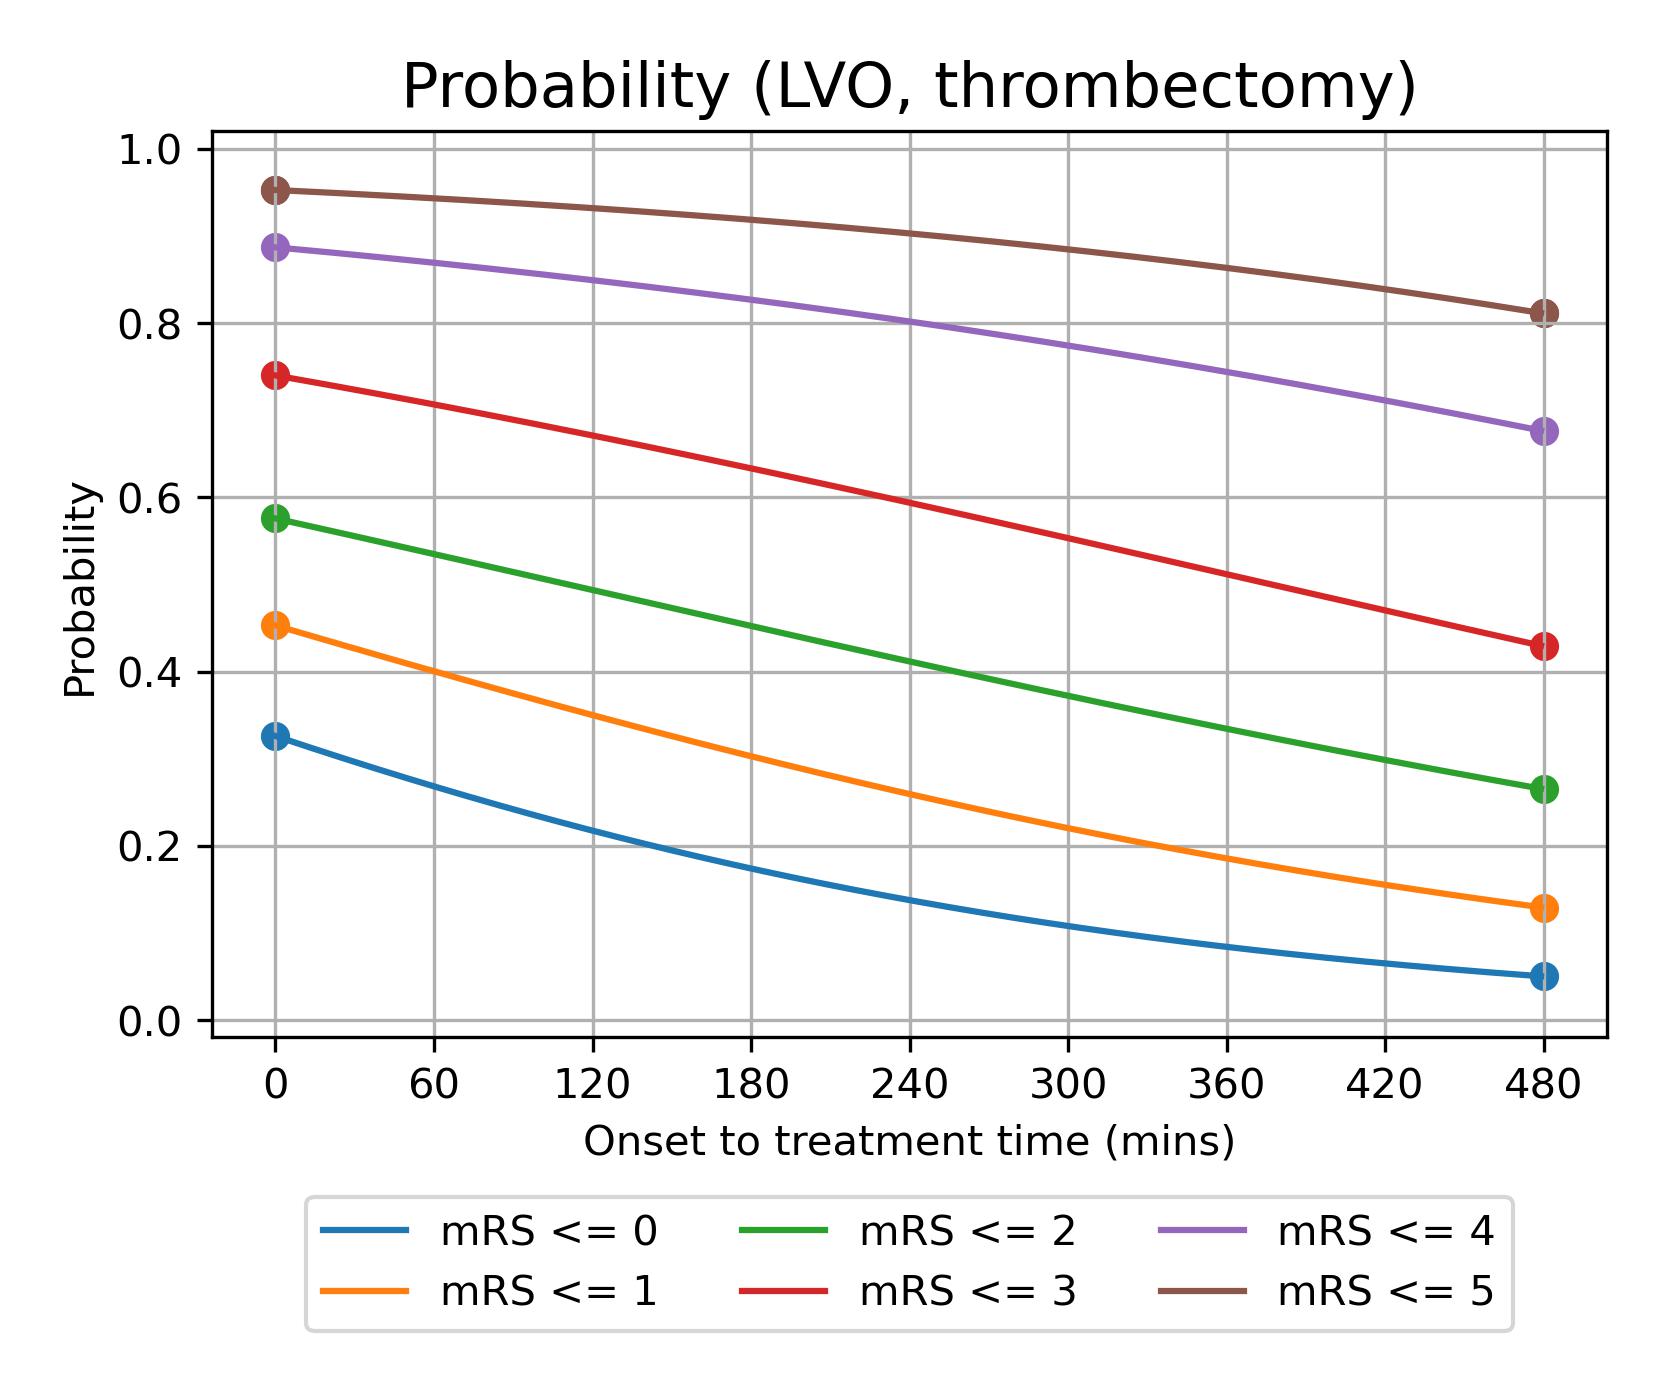 Probability (LVO, thrombectomy)
1.0
0.8
0.6
0.4
0.2
0.0
Probability
0 60 120 180 240 300 360 420 480
Onset to treatment time (mins)
mRS <= 0 mRS <= 2 mRS <= 4
mRS <= 1 mRS <= 3 mRS <= 5